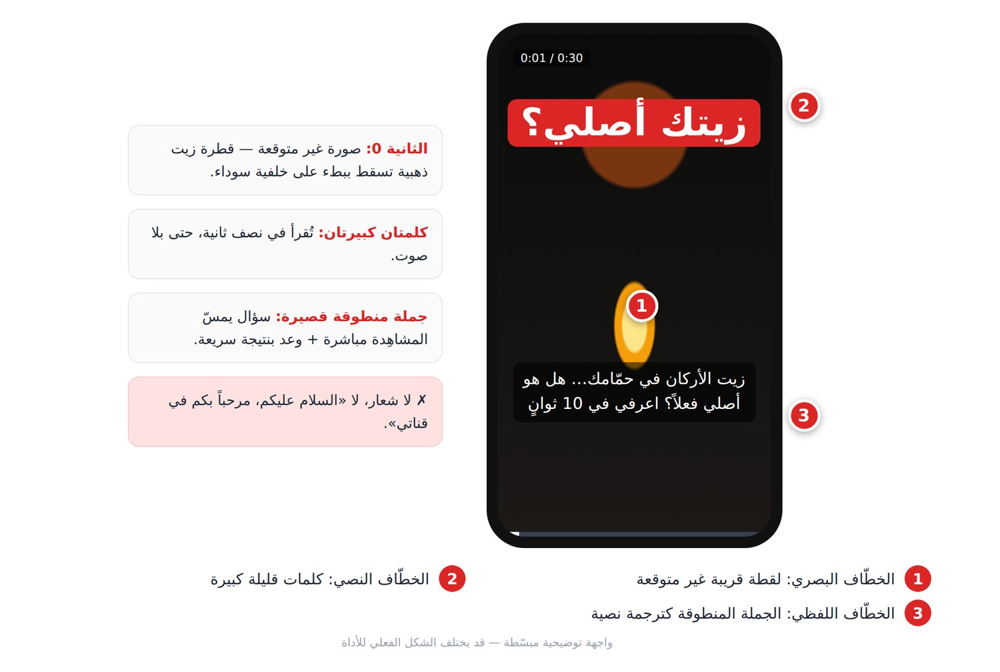 0:01 / 0:30
زيتك أصلي؟
2
1
زيت الأركان في حمّامك... هل هو
أصلي فعلاً؟ اعرفي في 10 ثوانٍ
3
الثانية 0: صورة غير متوقعة — قطرة زيت
ذهبية تسقط ببطء على خلفية سوداء.
كلمتان كبيرتان: تُقرأ في نصف ثانية، حتى بلا
صوت.
جملة منطوقة قصيرة: سؤال يمسّ
المشاهِدة مباشرة + وعد بنتيجة سريعة.
✗ لا شعار، لا «السلام عليكم، مرحباً بكم في
قناتي».
1 الخطّاف البصري: لقطة قريبة غير متوقعة
2 الخطّاف النصي: كلمات قليلة كبيرة
3 الخطّاف اللفظي: الجملة المنطوقة كترجمة نصية
واجهة توضيحية مبسّطة — قد يختلف الشكل الفعلي للأداة